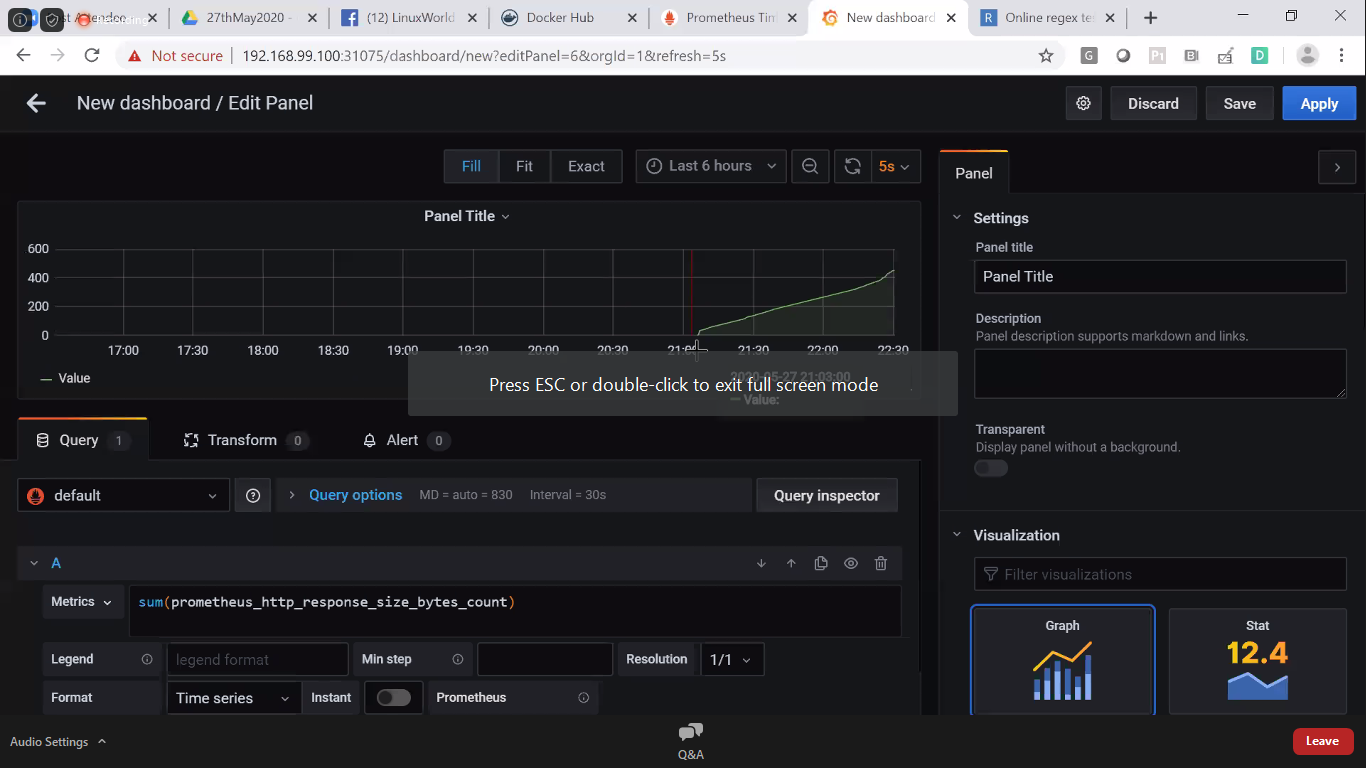 Attendee
27thMay2020 -
(12) LinuxWorld
Docker Hub
Prometheus Tim
New dashboard
Online regex tes
Not secure
192.168.99.100:31075/dashboard/new?editPanel=6&orgId=1&refresh=5s
New dashboard / Edit Panel
Discard
Save
Apply
Fill
Fit
Exact
Last 6 hours
5s
Panel
Panel Title
Settings
Panel title
Panel Title
Description
Panel description supports markdown and links.
600
400
200
0
17:00 17:30 18:00 18:30 19:00 19:30 20:00 20:30 21:00 21:30 22:00 22:30
Value
2020-05-27 21:03:00
Value:
Press ESC or double-click to exit full screen mode
Transparent
Display panel without a background.
Query 1
Transform 0
Alert 0
default
Query options
MD = auto = 830
Interval = 30s
Query inspector
Visualization
Filter visualizations
Graph
Stat
12.4
A
Metrics
sum(prometheus_http_response_size_bytes_count)
Legend
legend format
Min step
Resolution
1/1
Format
Time series
Instant
Prometheus
Audio Settings
Q&A
Leave